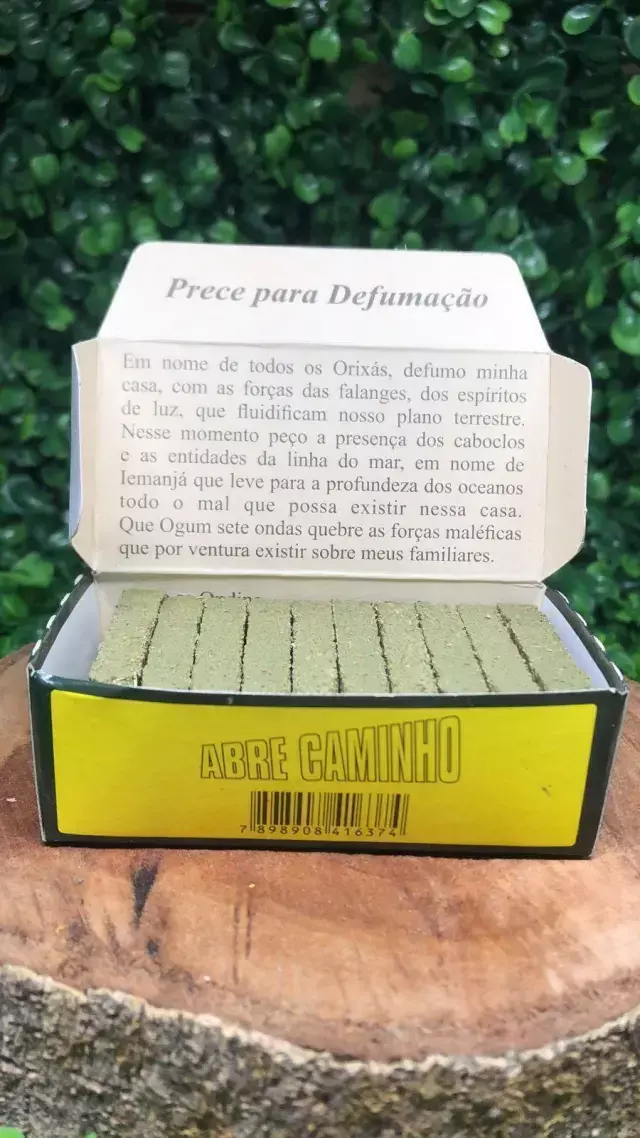 Prece para Defumação
Em nome de todos os Orixás, defumo minha
casa, com as forças das falanges, dos espíritos
de luz, que fluidificam nosso plano terrestre.
Nesse momento peço a presença dos caboclos
e as entidades da linha do mar, em nome de
Iemanjá que leve para a profundeza dos oceanos
todo o mal que possa existir nessa casa.
Que Ogum sete ondas quebre as forças maléficas
que por ventura existir sobre meus familiares.
ABRE CAMINHO
7 898908 416374